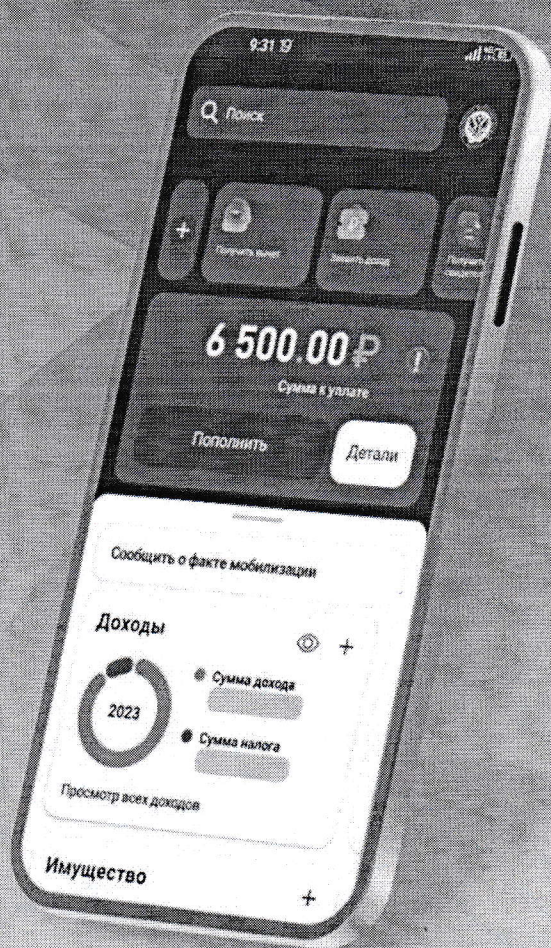 9:31
Поиск
Получить вычет
Заявить доход
Получить
6 500.00 ₽
Сумма к уплате
Пополнить
Детали
Сообщить о факте мобилизации
Доходы
2023
Сумма дохода
Сумма налога
Просмотр всех доходов
Имущество